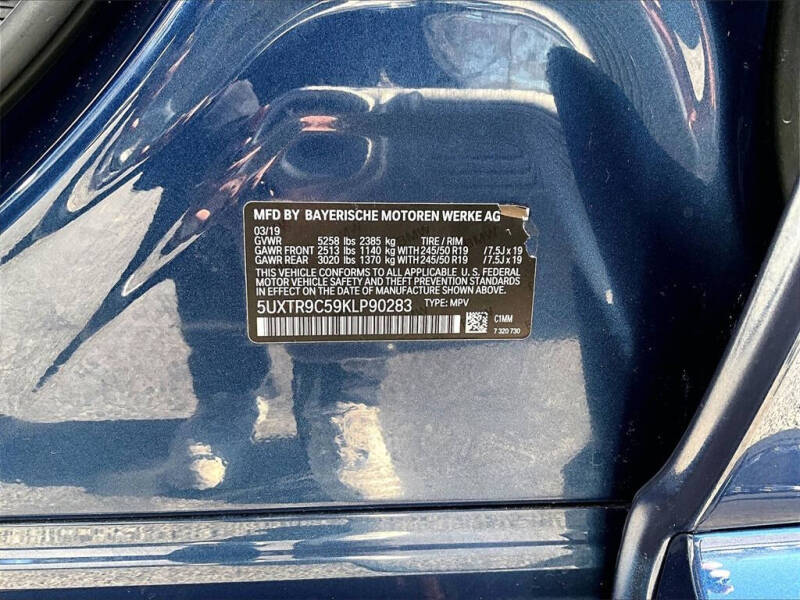 MFD BY BAYERISCHE MOTOREN WERKE AG
03/19
GVWR 5258 lbs 2385 kg TIRE / RIM
GAWR FRONT 2513 lbs 1140 kg WITH 245/50 R19 /7.5J x 19
GAWR REAR 3020 lbs 1370 kg WITH 245/50 R19 /7.5J x 19
THIS VEHICLE CONFORMS TO ALL APPLICABLE U. S. FEDERAL
MOTOR VEHICLE SAFETY AND THEFT PREVENTION STANDARDS
IN EFFECT ON THE DATE OF MANUFACTURE SHOWN ABOVE.
5UXTR9C59KLP90283 TYPE: MPV
C1MM
7 320 730